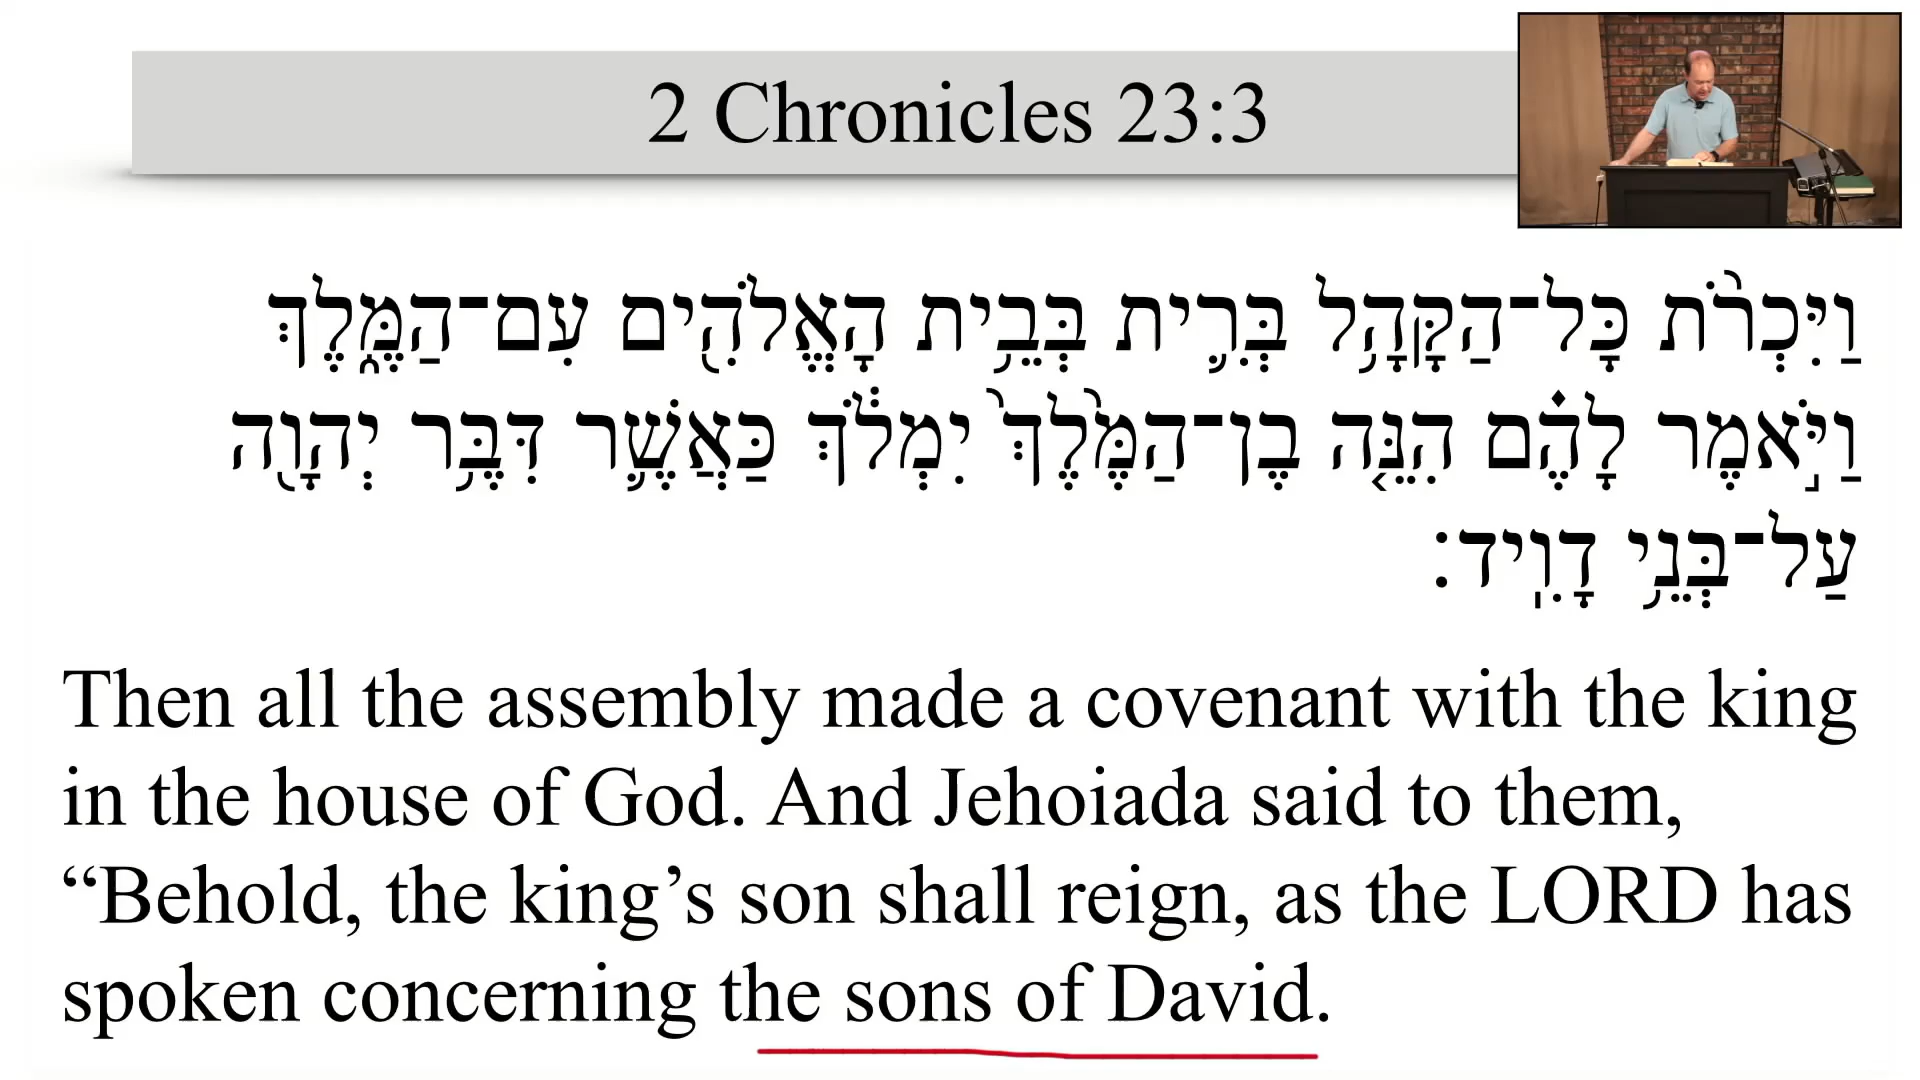 2 Chronicles 23:3
וַיִּכְרֹ֨ת כׇּל־הַקָּהָ֥ל בְּרִ֛ית בְּבֵ֥ית הָאֱלֹהִ֖ים עִם־הַמֶּ֑לֶךְ
וַיֹּ֣אמֶר לָהֶ֗ם הִנֵּ֤ה בֶן־הַמֶּ֙לֶךְ֙ יִמְלֹ֔ךְ כַּאֲשֶׁ֛ר דִּבֶּ֥ר יְהוָ֖ה
עַל־בְּנֵ֥י דָוִֽיד׃
Then all the assembly made a covenant with the king
in the house of God. And Jehoiada said to them,
“Behold, the king’s son shall reign, as the LORD has
spoken concerning the sons of David.